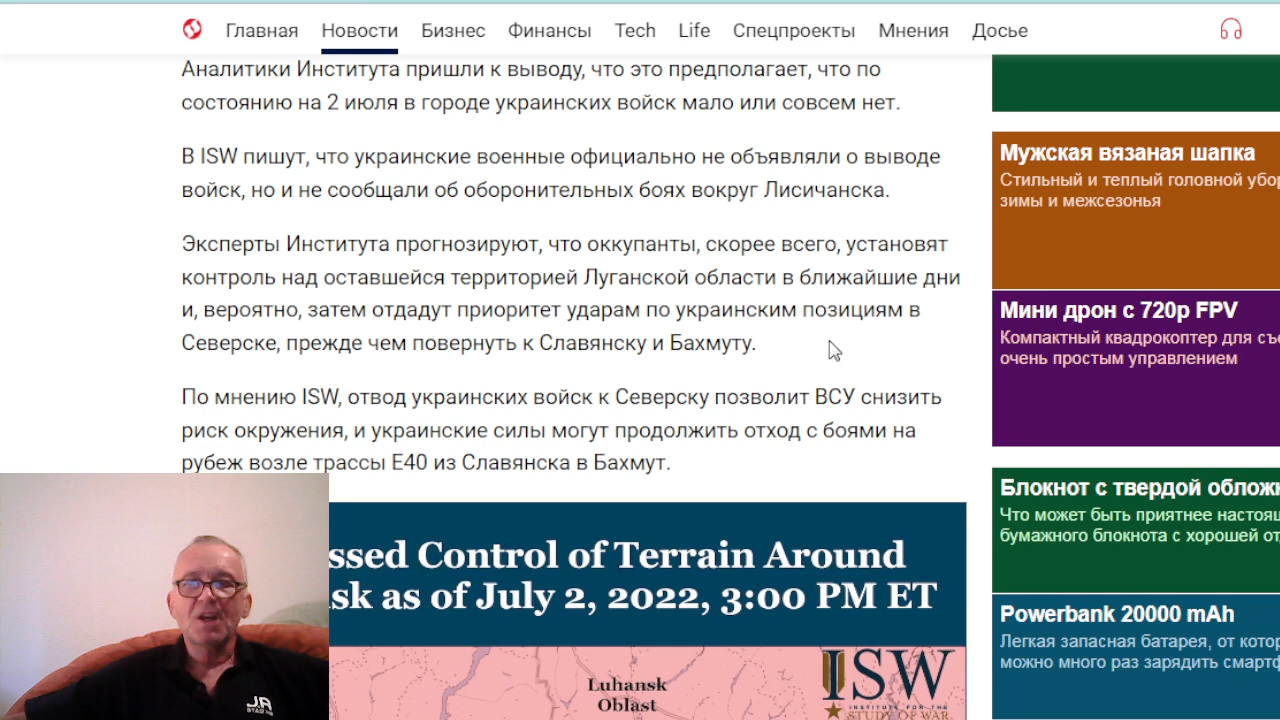 Главная Новости Бизнес Финансы Tech Life Спецпроекты Мнения Досье
Аналитики Института пришли к выводу, что это предполагает, что по
состоянию на 2 июля в городе украинских войск мало или совсем нет.
В ISW пишут, что украинские военные официально не объявляли о выводе
войск, но и не сообщали об оборонительных боях вокруг Лисичанска.
Эксперты Института прогнозируют, что оккупанты, скорее всего, установят
контроль над оставшейся территорией Луганской области в ближайшие дни
и, вероятно, затем отдадут приоритет ударам по украинским позициям в
Северске, прежде чем повернуть к Славянску и Бахмуту.
По мнению ISW, отвод украинских войск к Северску позволит ВСУ снизить
риск окружения, и украинские силы могут продолжить отход с боями на
рубеж возле трассы E40 из Славянска в Бахмут.
ssed Control of Terrain Around
sk as of July 2, 2022, 3:00 PM ET
Luhansk
Oblast
ISW
INSTITUTE FOR THE
STUDY OF WAR
JA
Мужская вязаная шапка
Стильный и теплый головной убор
зимы и межсезонья
Мини дрон с 720p FPV
Компактный квадрокоптер для съе
очень простым управлением
Блокнот с твердой обложк
Что может быть приятнее настоящ
бумажного блокнота с хорошей от
Powerbank 20000 mAh
Легкая запасная батарея, от котор
можно много раз зарядить смартф